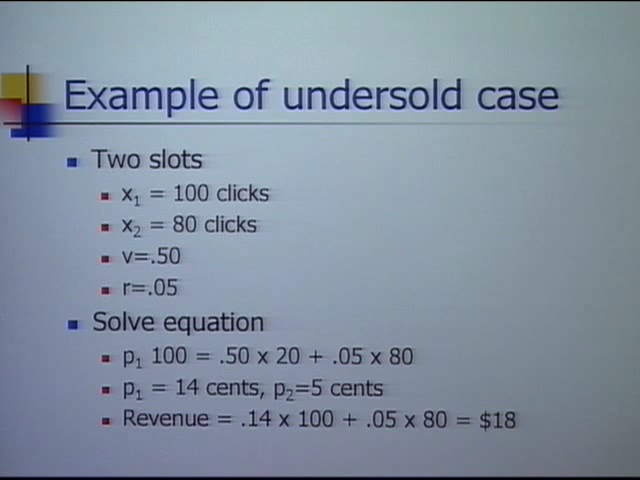 Example of undersold case
Two slots
x₁ = 100 clicks
x₂ = 80 clicks
v=.50
r=.05
Solve equation
p₁ 100 = .50 x 20 + .05 x 80
p₁ = 14 cents, p₂=5 cents
Revenue = .14 x 100 + .05 x 80 = $18